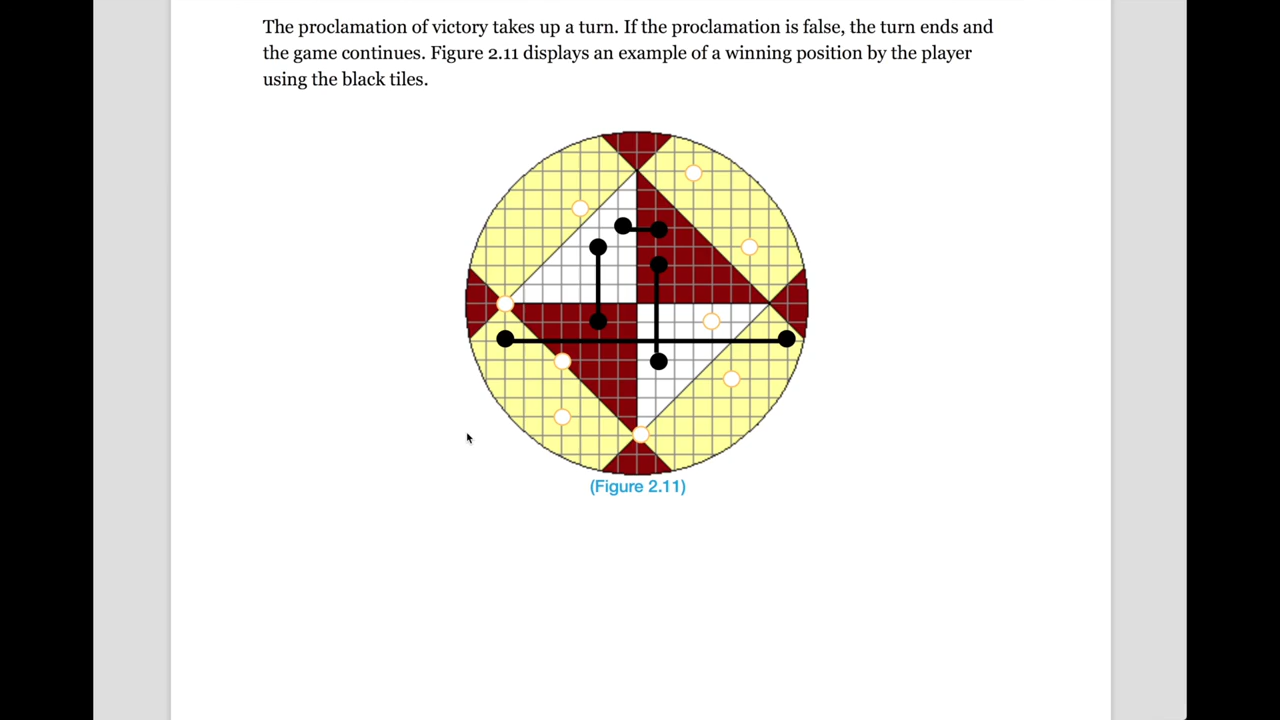 The proclamation of victory takes up a turn. If the proclamation is false, the turn ends and
the game continues. Figure 2.11 displays an example of a winning position by the player
using the black tiles.
(Figure 2.11)